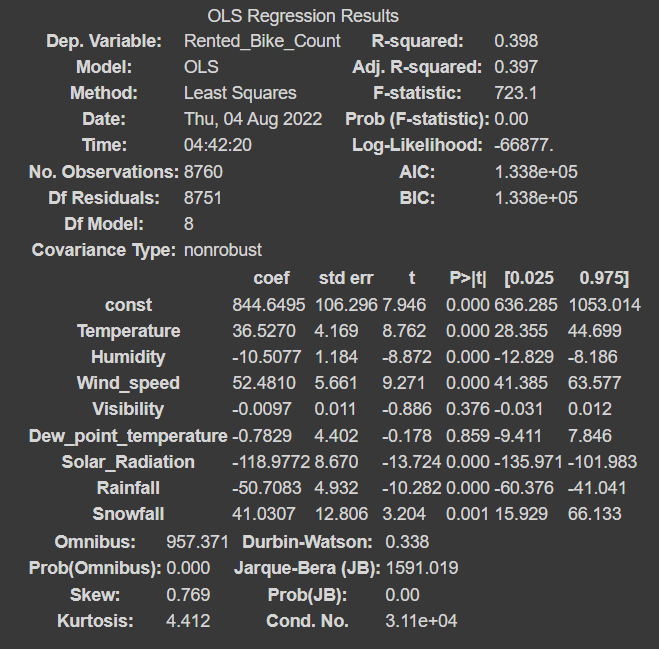 OLS Regression Results
Dep. Variable: Rented_Bike_Count R-squared: 0.398
Model: OLS Adj. R-squared: 0.397
Method: Least Squares F-statistic: 723.1
Date: Thu, 04 Aug 2022 Prob (F-statistic): 0.00
Time: 04:42:20 Log-Likelihood: -66877.
No. Observations: 8760 AIC: 1.338e+05
Df Residuals: 8751 BIC: 1.338e+05
Df Model: 8
Covariance Type: nonrobust
coef std err t P>|t| [0.025 0.975]
const 844.6495 106.296 7.946 0.000 636.285 1053.014
Temperature 36.5270 4.169 8.762 0.000 28.355 44.699
Humidity -10.5077 1.184 -8.872 0.000 -12.829 -8.186
Wind_speed 52.4810 5.661 9.271 0.000 41.385 63.577
Visibility -0.0097 0.011 -0.886 0.376 -0.031 0.012
Dew_point_temperature -0.7829 4.402 -0.178 0.859 -9.411 7.846
Solar_Radiation -118.9772 8.670 -13.724 0.000 -135.971 -101.983
Rainfall -50.7083 4.932 -10.282 0.000 -60.376 -41.041
Snowfall 41.0307 12.806 3.204 0.001 15.929 66.133
Omnibus: 957.371 Durbin-Watson: 0.338
Prob(Omnibus): 0.000 Jarque-Bera (JB): 1591.019
Skew: 0.769 Prob(JB): 0.00
Kurtosis: 4.412 Cond. No. 3.11e+04